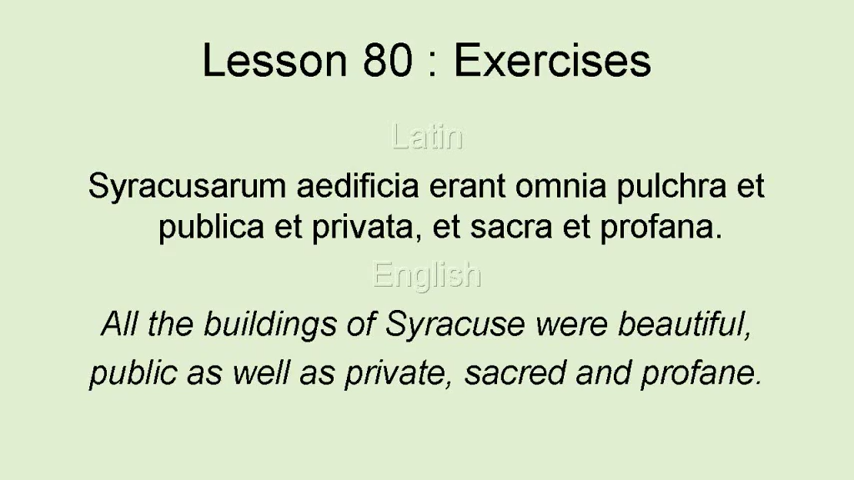 Lesson 80 : Exercises
Latin
Syracusarum aedificia erant omnia pulchra et
publica et privata, et sacra et profana.
English
All the buildings of Syracuse were beautiful,
public as well as private, sacred and profane.